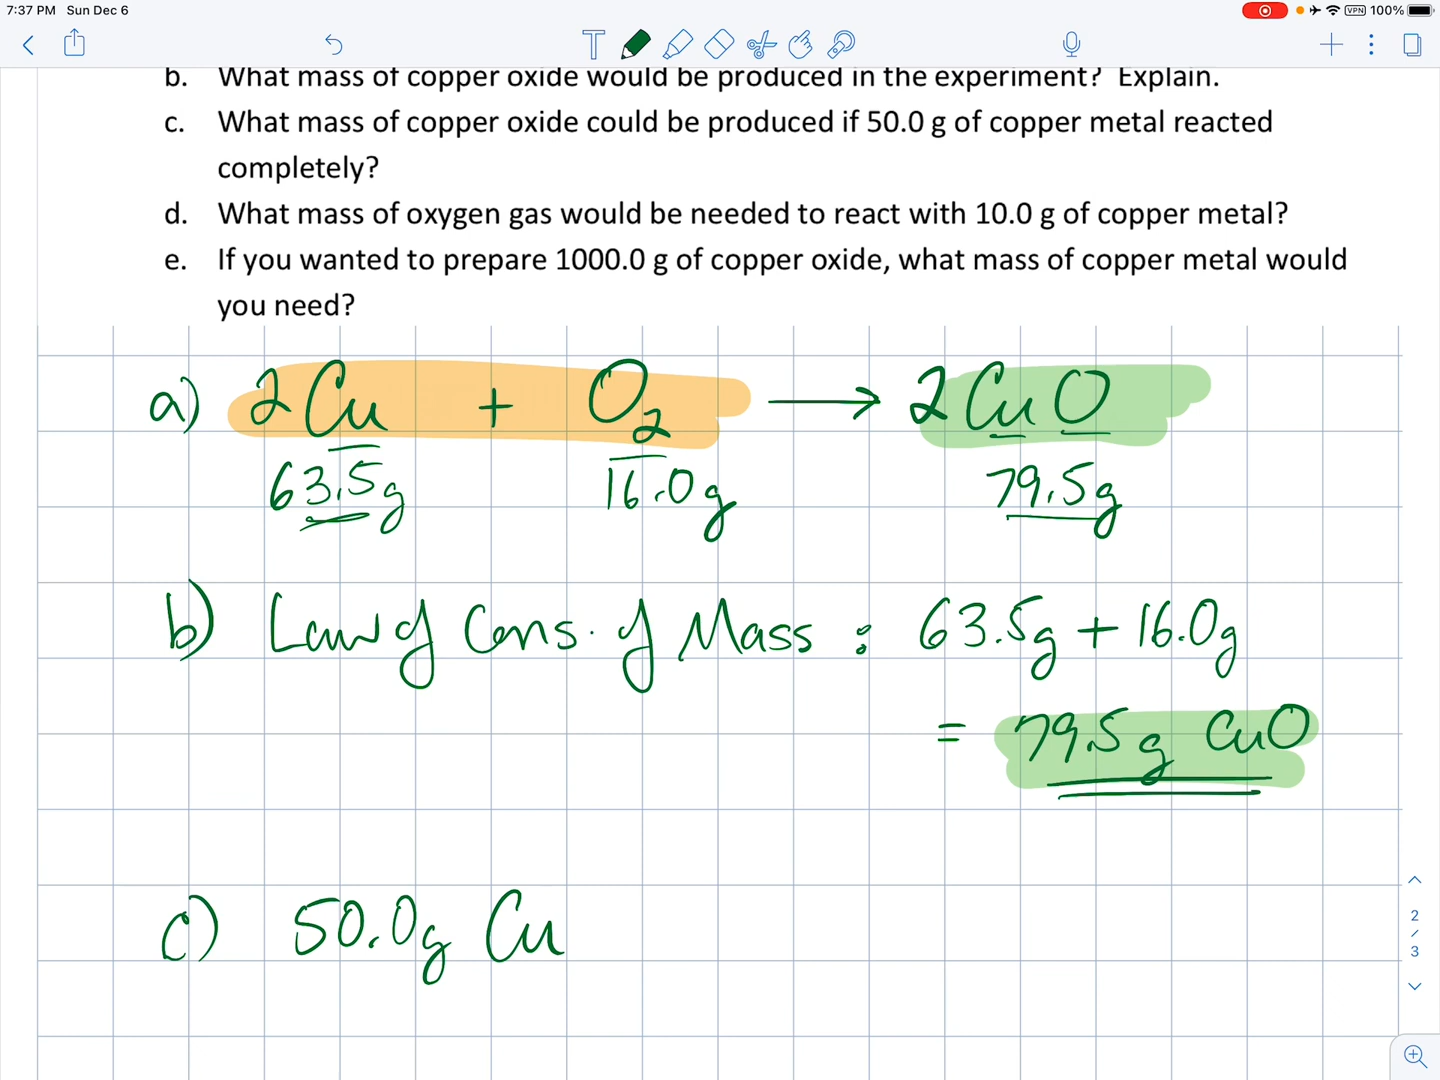 7:37 PM Sun Dec 6
VPN 100%
b. What mass of copper oxide would be produced in the experiment? Explain.
c. What mass of copper oxide could be produced if 50.0 g of copper metal reacted
completely?
d. What mass of oxygen gas would be needed to react with 10.0 g of copper metal?
e. If you wanted to prepare 1000.0 g of copper oxide, what mass of copper metal would
you need?
a) 2Cu + O₂ → 2CuO
63.5g 16.0g 79.5g
b) Law of Cons. of Mass : 63.5g + 16.0g
= 79.5g CuO
c) 50.0g Cu
2
/
3